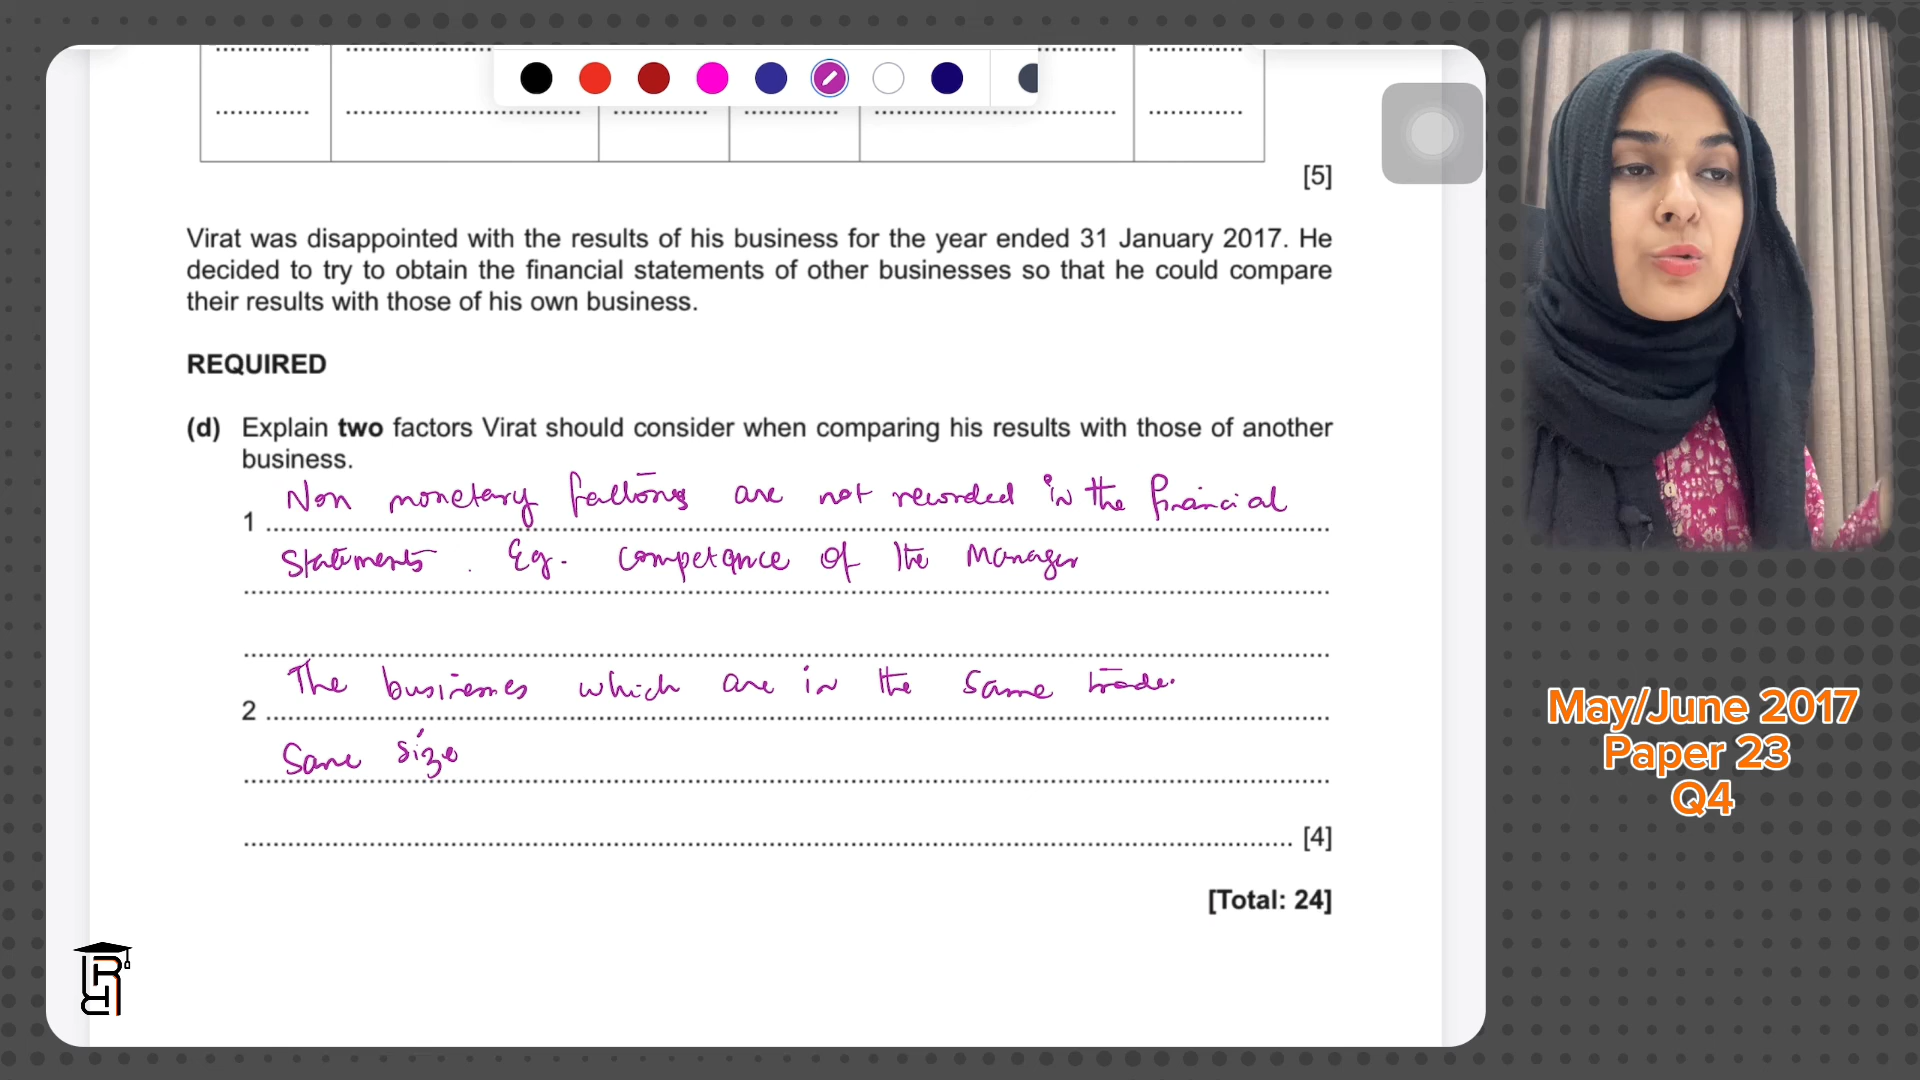 [5]
Virat was disappointed with the results of his business for the year ended 31 January 2017. He
decided to try to obtain the financial statements of other businesses so that he could compare
their results with those of his own business.
REQUIRED
(d) Explain two factors Virat should consider when comparing his results with those of another
business.
1 Non monetary factors are not recorded in the financial
Statements. Eg. Competance of the Manager
2 The businesses which are in the same trade.
Same size
[4]
[Total: 24]
May/June 2017
Paper 23
Q4